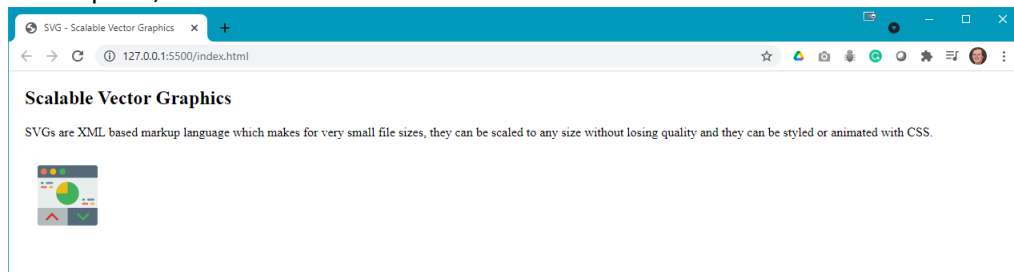 SVG - Scalable Vector Graphics
127.0.0.1:5500/index.html
Scalable Vector Graphics
SVGs are XML based markup language which makes for very small file sizes, they can be scaled to any size without losing quality and they can be styled or animated with CSS.